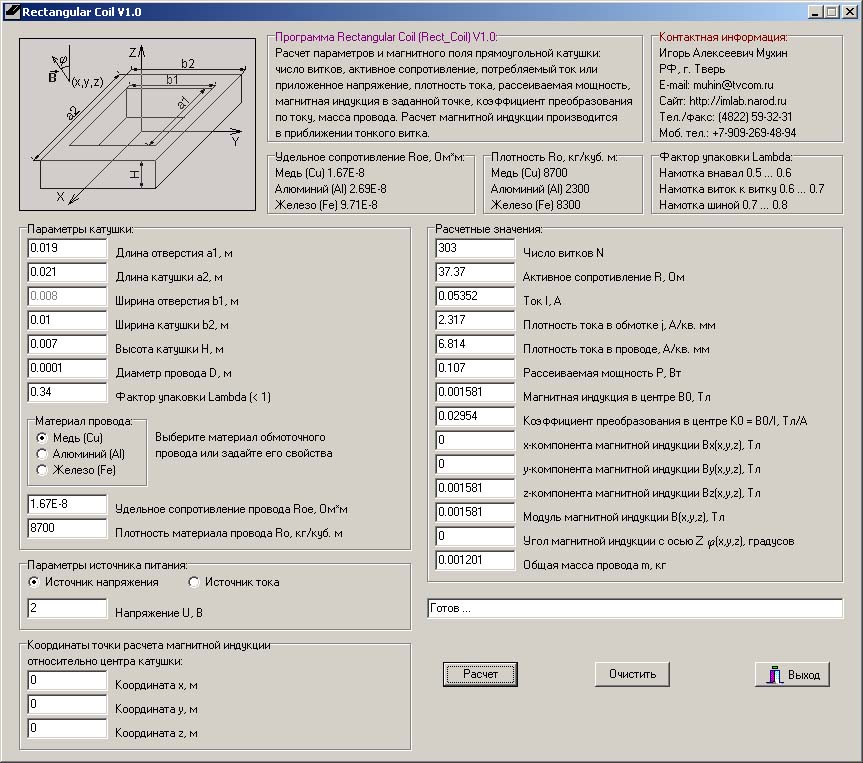 Rectangular Coil V1.0
Z
b2
b1
φ
B
(x,y,z)
a2
a1
Y
H
X
Программа Rectangular Coil (Rect_Coil) V1.0:
Расчет параметров и магнитного поля прямоугольной катушки:
число витков, активное сопротивление, потребляемый ток или
приложенное напряжение, плотность тока, рассеиваемая мощность,
магнитная индукция в заданной точке, коэффициент преобразования
по току, масса провода. Расчет магнитной индукции производится
в приближении тонкого витка.
Контактная информация:
Игорь Алексеевич Мухин
РФ, г. Тверь
E-mail: muhin@tvcom.ru
Сайт: http://imlab.narod.ru
Тел./факс: (4822) 59-32-31
Моб. тел.: +7-909-269-48-94
Удельное сопротивление Roe, Ом*м:
Медь (Cu) 1.67E-8
Алюминий (Al) 2.69E-8
Железо (Fe) 9.71E-8
Плотность Ro, кг/куб. м:
Медь (Cu) 8700
Алюминий (Al) 2300
Железо (Fe) 8300
Фактор упаковки Lambda:
Намотка внавал 0.5 ... 0.6
Намотка виток к витку 0.6 ... 0.7
Намотка шиной 0.7 ... 0.8
Параметры катушки:
0.019 Длина отверстия a1, м
0.021 Длина катушки a2, м
0.008 Ширина отверстия b1, м
0.01 Ширина катушки b2, м
0.007 Высота катушки H, м
0.0001 Диаметр провода D, м
0.34 Фактор упаковки Lambda (< 1)
Материал провода:
Медь (Cu)
Алюминий (Al)
Железо (Fe)
Выберите материал обмоточного
провода или задайте его свойства
1.67E-8 Удельное сопротивление провода Roe, Ом*м
8700 Плотность материала провода Ro, кг/куб. м
Параметры источника питания:
Источник напряжения Источник тока
2 Напряжение U, В
Координаты точки расчета магнитной индукции
относительно центра катушки:
0 Координата x, м
0 Координата y, м
0 Координата z, м
Расчетные значения:
303 Число витков N
37.37 Активное сопротивление R, Ом
0.05352 Ток I, А
2.317 Плотность тока в обмотке j, А/кв. мм
6.814 Плотность тока в проводе, А/кв. мм
0.107 Рассеиваемая мощность P, Вт
0.001581 Магнитная индукция в центре B0, Тл
0.02954 Коэффициент преобразования в центре K0 = B0/I, Тл/А
0 x-компонента магнитной индукции Bx(x,y,z), Тл
0 y-компонента магнитной индукции By(x,y,z), Тл
0.001581 z-компонента магнитной индукции Bz(x,y,z), Тл
0.001581 Модуль магнитной индукции B(x,y,z), Тл
0 Угол магнитной индукции с осью Z φ(x,y,z), градусов
0.001201 Общая масса провода m, кг
Готов ...
Расчет Очистить Выход